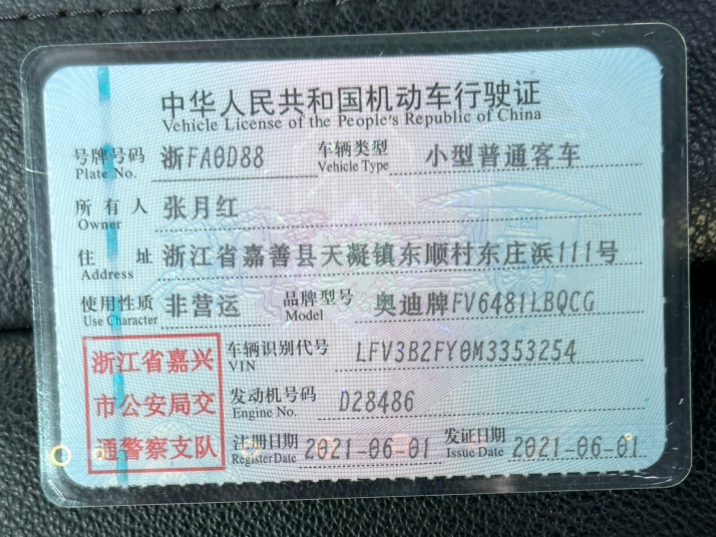 中华人民共和国机动车行驶证
Vehicle License of the People's Republic of China
号牌号码 浙FA0D88 车辆类型 小型普通客车
Plate No. Vehicle Type
所有人 张月红
Owner
住址 浙江省嘉善县天凝镇东顺村东庄浜111号
Address
使用性质 非营运 品牌型号 奥迪牌FV6481LBQCG
Use Character Model
浙江省嘉兴
市公安局交
通警察支队
车辆识别代号 LFV3B2FY0M3353254
VIN
发动机号码 D28486
Engine No.
注册日期 2021-06-01 发证日期 2021-06-01
Register Date Issue Date